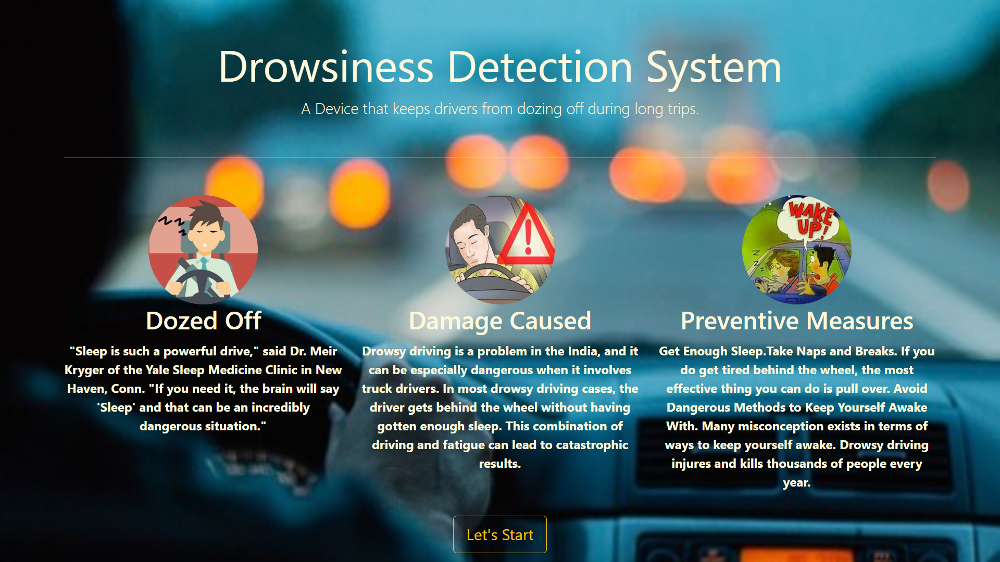 Drowsiness Detection System
A Device that keeps drivers from dozing off during long trips.
z z z
WAKE
UP!
z z z z
Dozed Off
"Sleep is such a powerful drive," said Dr. Meir
Kryger of the Yale Sleep Medicine Clinic in New
Haven, Conn. "If you need it, the brain will say
'Sleep' and that can be an incredibly
dangerous situation."
Damage Caused
Drowsy driving is a problem in the India, and it
can be especially dangerous when it involves
truck drivers. In most drowsy driving cases, the
driver gets behind the wheel without having
gotten enough sleep. This combination of
driving and fatigue can lead to catastrophic
results.
Preventive Measures
Get Enough Sleep.Take Naps and Breaks. If you
do get tired behind the wheel, the most
effective thing you can do is pull over. Avoid
Dangerous Methods to Keep Yourself Awake
With. Many misconception exists in terms of
ways to keep yourself awake. Drowsy driving
injures and kills thousands of people every
year.
Let's Start